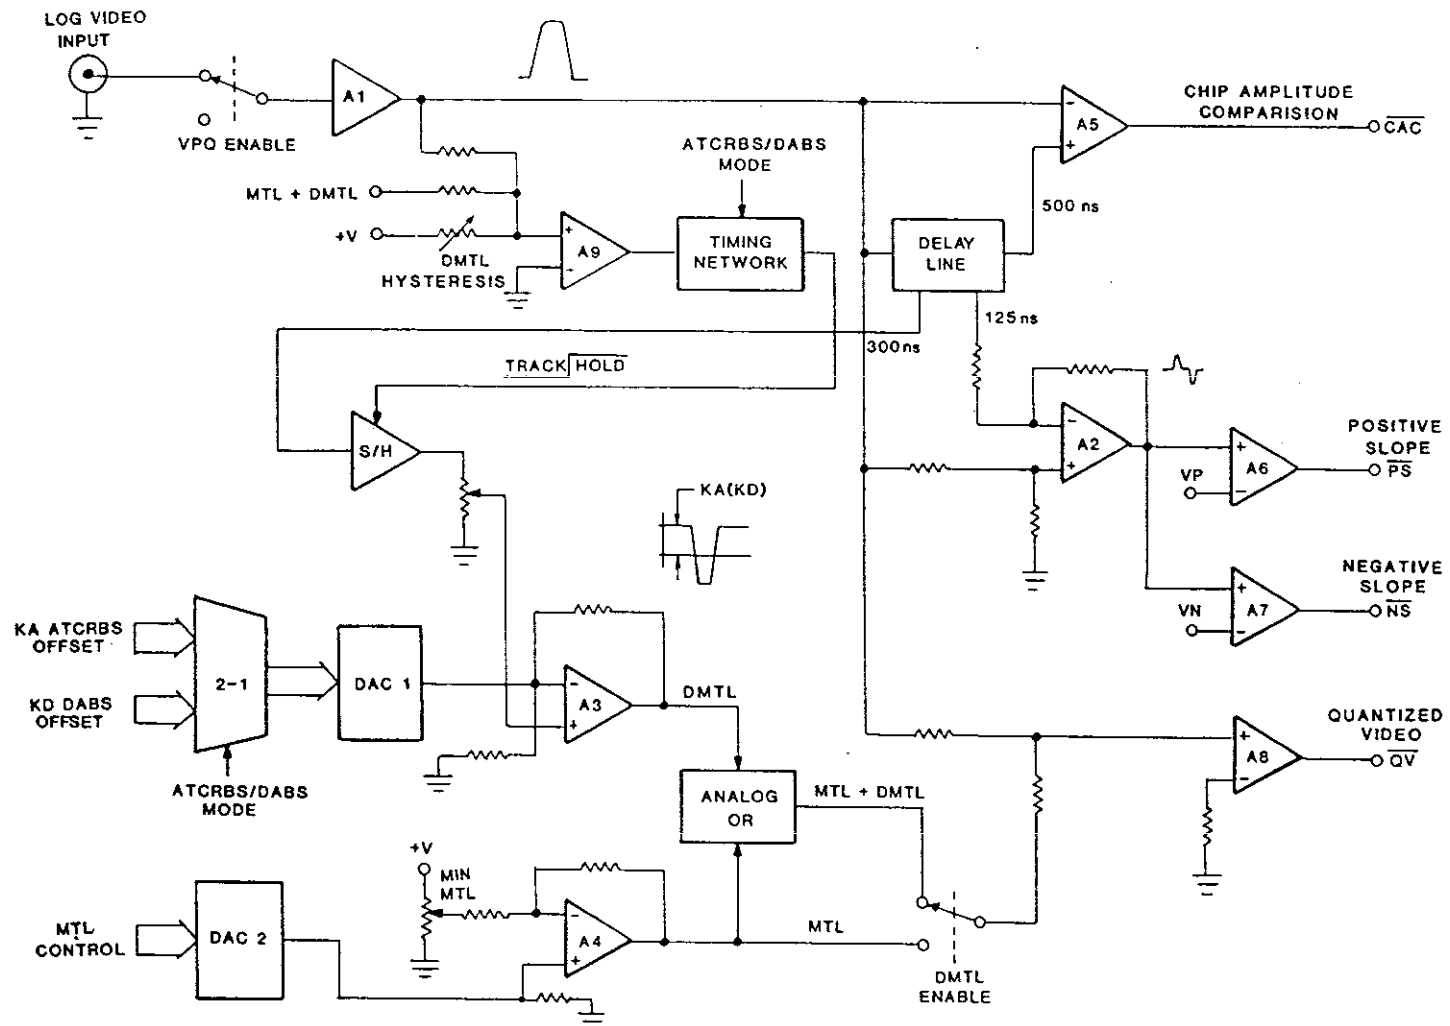 LOG VIDEO
INPUT
A1
VPQ ENABLE
MTL + DMTL
+V
DMTL
HYSTERESIS
+
A9
-
ATCRBS/DABS
MODE
TIMING
NETWORK
-
A5
+
CHIP AMPLITUDE
COMPARISION
CAC
500 ns
DELAY
LINE
125 ns
300 ns
TRACK HOLD
S/H
-
A2
+
VP
+
A6
-
POSITIVE
SLOPE
PS
VN
+
A7
-
NEGATIVE
SLOPE
NS
KA(KD)
KA ATCRBS
OFFSET
KD DABS
OFFSET
2-1
ATCRBS/DABS
MODE
DAC 1
-
A3
+
DMTL
ANALOG
OR
MTL + DMTL
+
A8
-
QUANTIZED
VIDEO
QV
+V
MIN
MTL
MTL
CONTROL
DAC 2
-
A4
+
MTL
DMTL
ENABLE